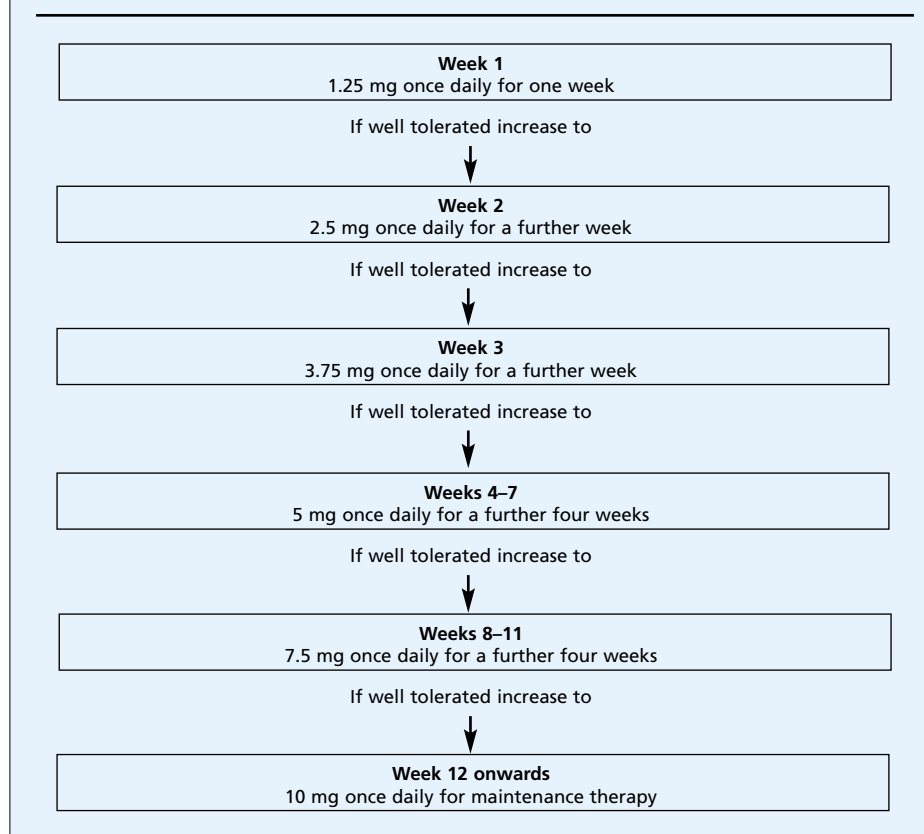 Week 1
1.25 mg once daily for one week
If well tolerated increase to
Week 2
2.5 mg once daily for a further week
If well tolerated increase to
Week 3
3.75 mg once daily for a further week
If well tolerated increase to
Weeks 4–7
5 mg once daily for a further four weeks
If well tolerated increase to
Weeks 8–11
7.5 mg once daily for a further four weeks
If well tolerated increase to
Week 12 onwards
10 mg once daily for maintenance therapy